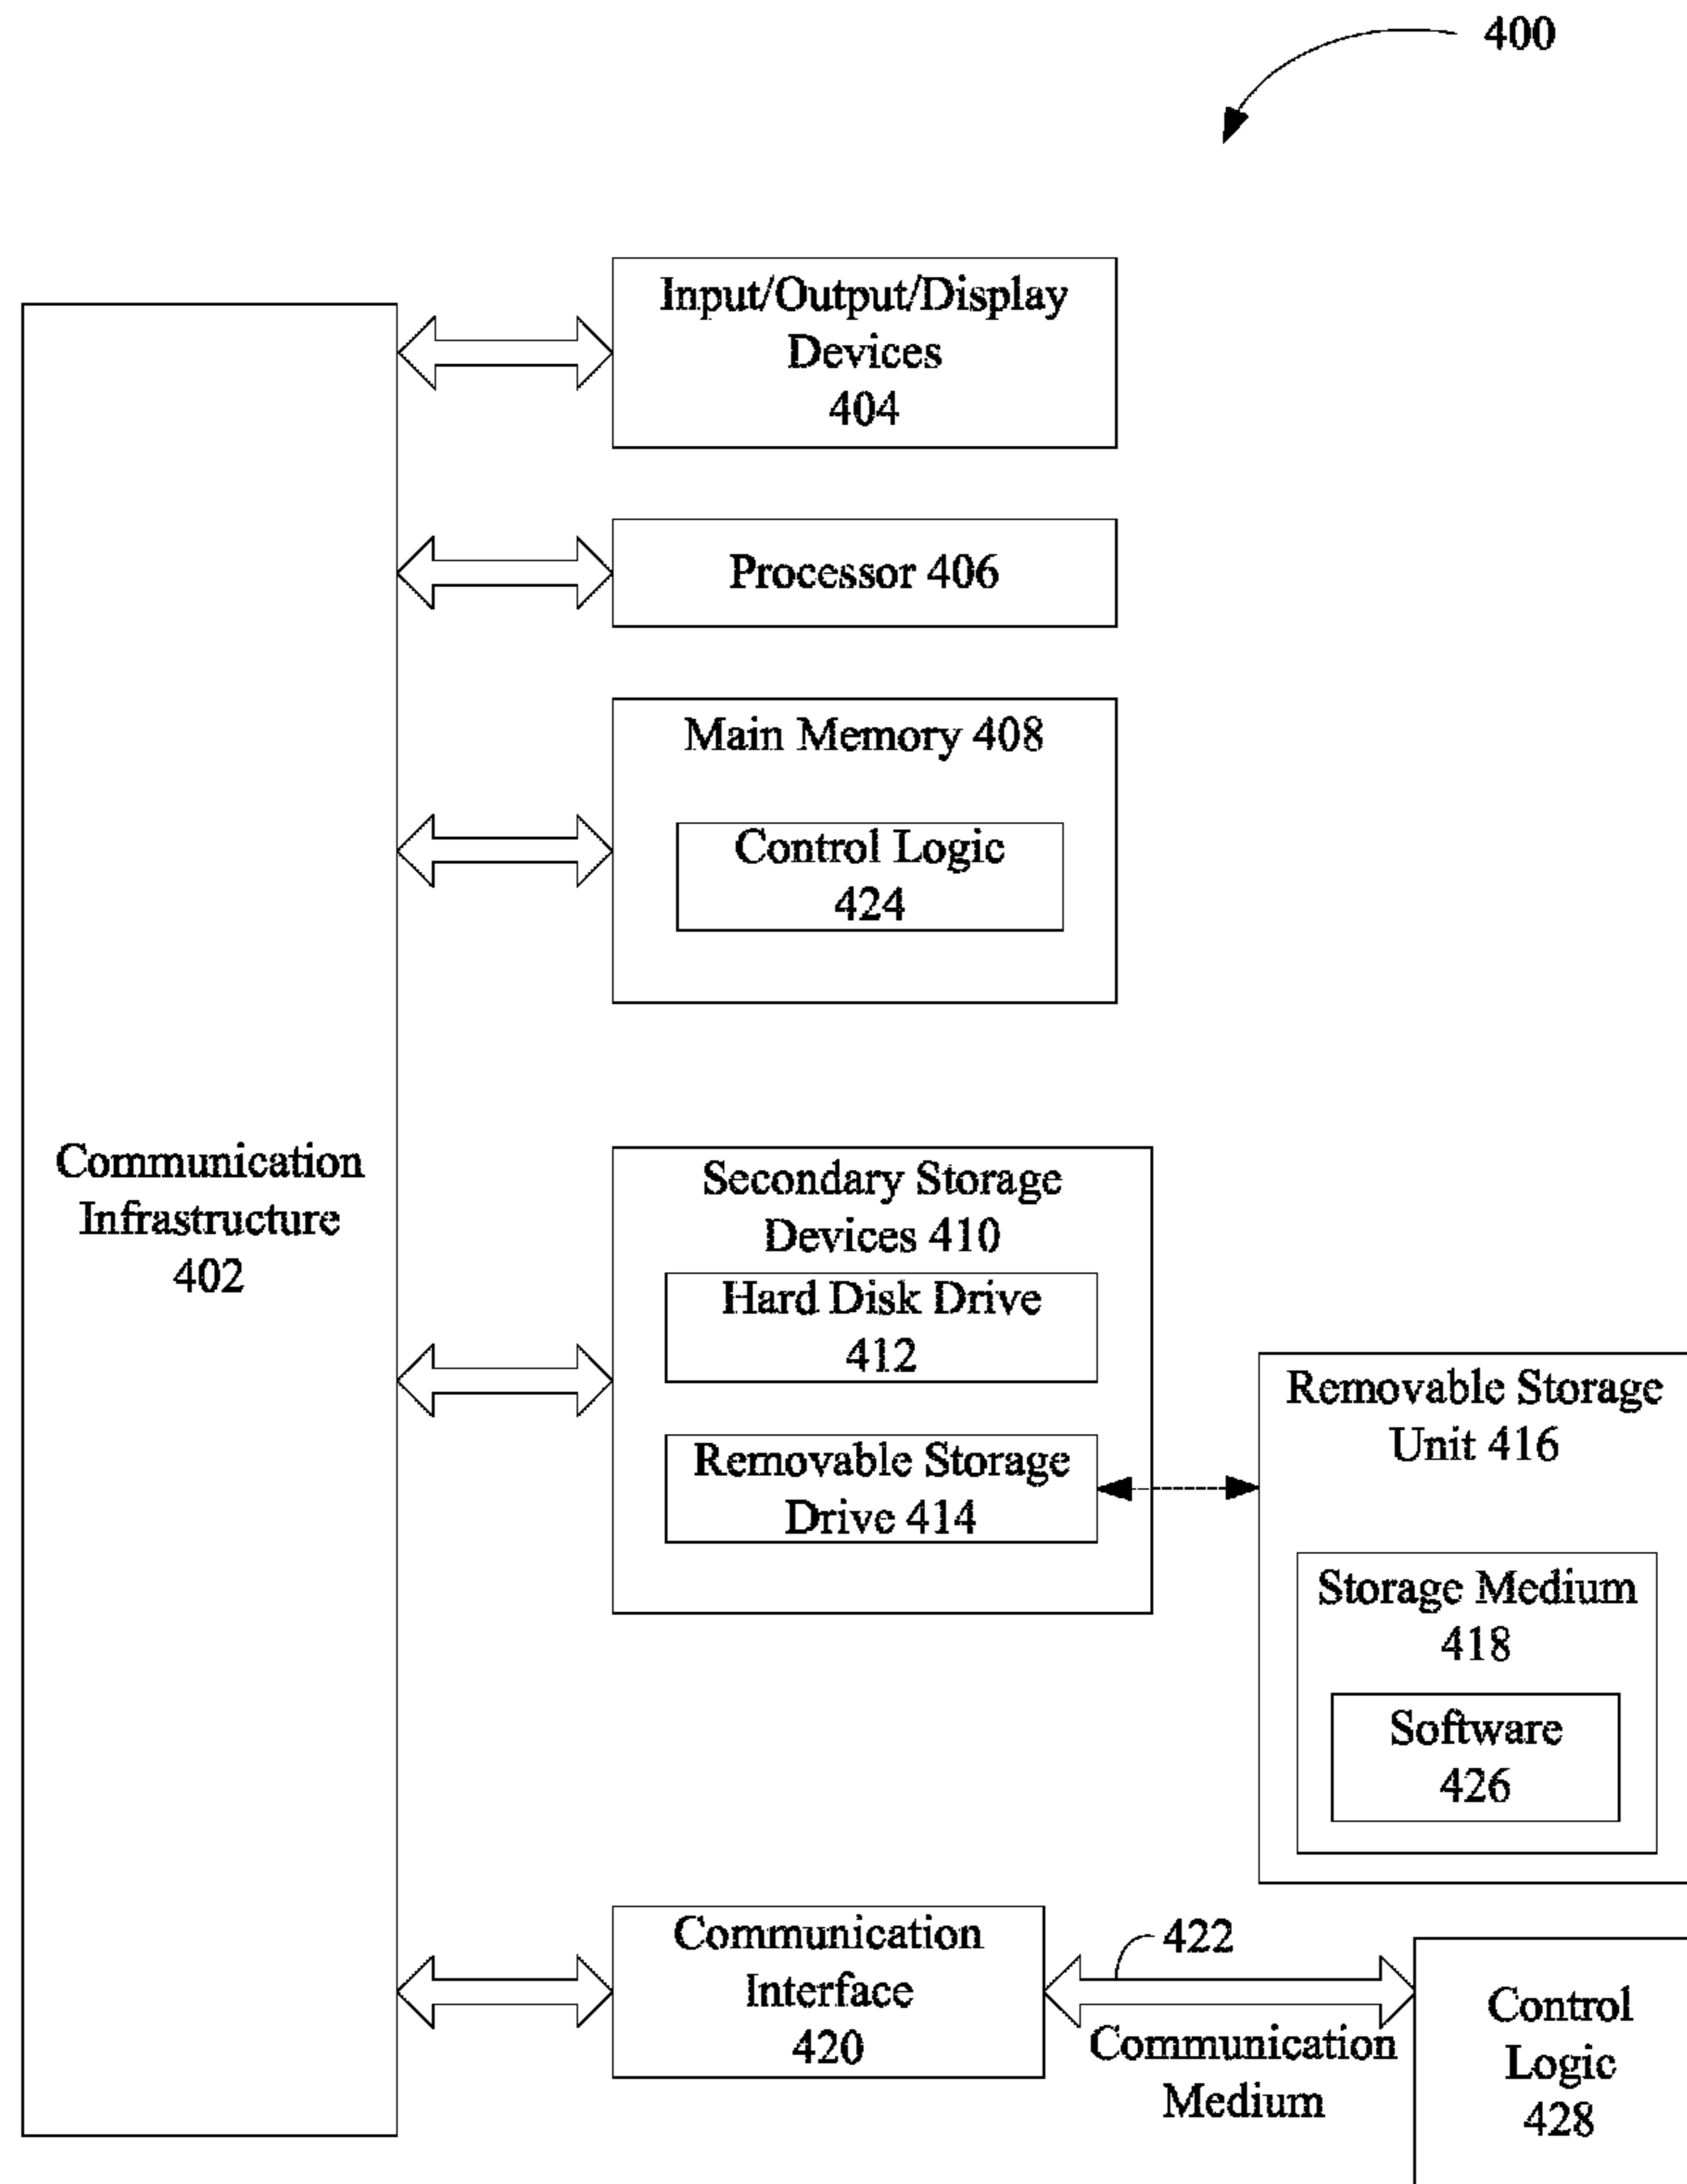 400
Input/Output/Display
Devices
404
Processor 406
Main Memory 408
Control Logic
424
Communication
Infrastructure
402
Secondary Storage
Devices 410
Hard Disk Drive
412
Removable Storage
Drive 414
Removable Storage
Unit 416
Storage Medium
418
Software
426
Communication
Interface
420
422
Communication
Medium
Control
Logic
428